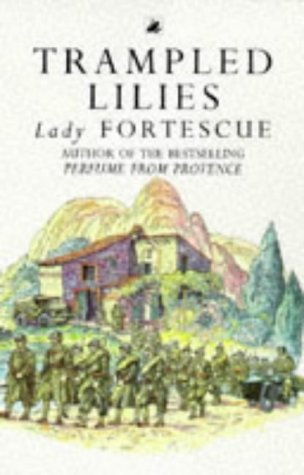 TRAMPLED
LILIES
Lady FORTESCUE
AUTHOR OF THE BESTSELLING
PERFUME FROM PROVENCE